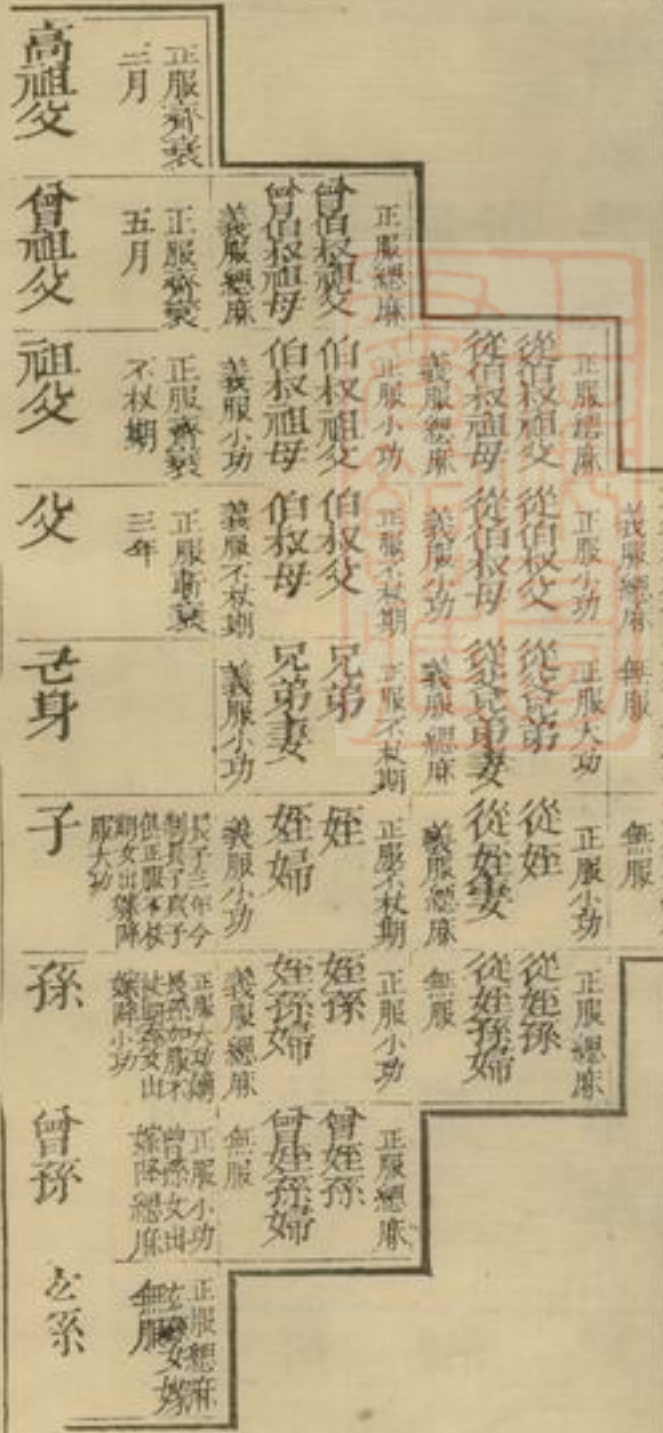 高祖父
正服齊衰
三月
曾祖父
正服齊衰
五月
曾伯叔祖父
曾伯叔祖母
正服緦麻
義服緦麻
祖父
正服齊衰
不杖期
伯叔祖父
伯叔祖母
正服小功
義服小功
從伯叔祖父
從伯叔祖母
正服緦麻
義服緦麻
父
正服斬衰
三年
伯叔父
伯叔母
正服不杖期
義服不杖期
從伯叔父
從伯叔母
正服小功
義服小功
義服緦麻
己身
兄弟
兄弟妻
正服不杖期
義服小功
從父兄弟
從兄弟妻
正服大功
義服緦麻
無服
子
長子三年今
制長子衆子
俱正服不杖
期女出嫁降
服大功
姪
姪婦
正服不杖期
義服小功
從姪
從姪妻
正服小功
義服緦麻
無服
孫
正服大功嫡
長孫加服不
杖期孫女出
嫁降小功
姪孫
姪孫婦
正服小功
義服緦麻
從姪孫
從姪孫婦
正服緦麻
無服
曾孫
正服小功
曾孫女出
嫁降緦麻
曾姪孫
曾姪孫婦
正服緦麻
無服
玄孫
正服緦麻
玄孫女嫁
無服